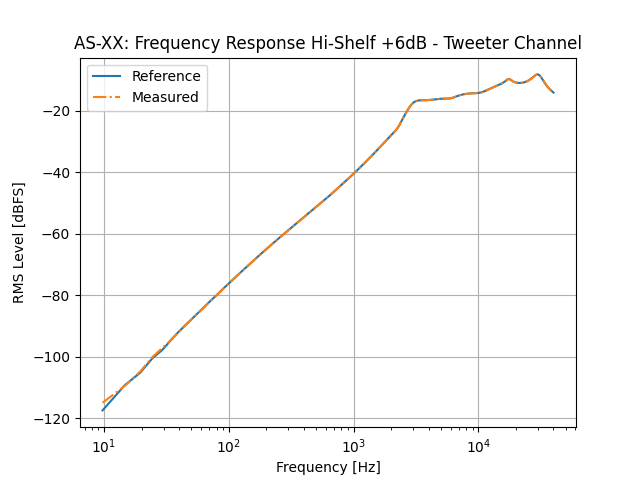 AS-XX: Frequency Response Hi-Shelf +6dB - Tweeter Channel
Reference
Measured
RMS Level [dBFS]
−20
−40
−60
−80
−100
−120
10¹ 10² 10³ 10⁴
Frequency [Hz]